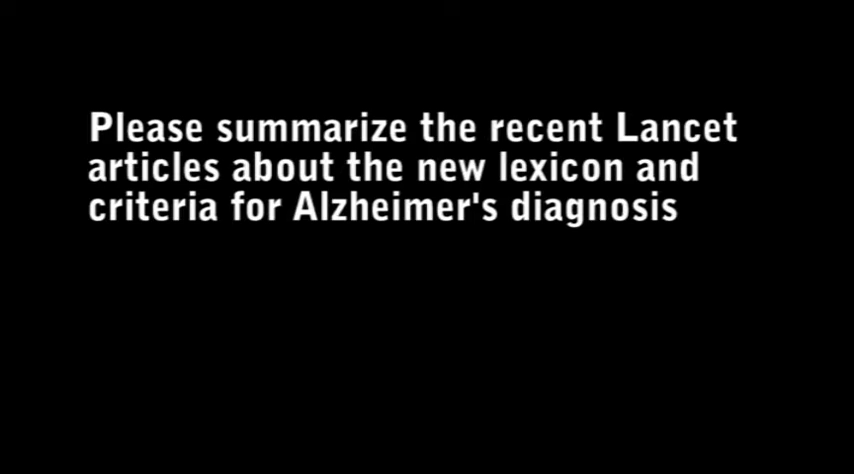 Please summarize the recent Lancet
articles about the new lexicon and
criteria for Alzheimer's diagnosis